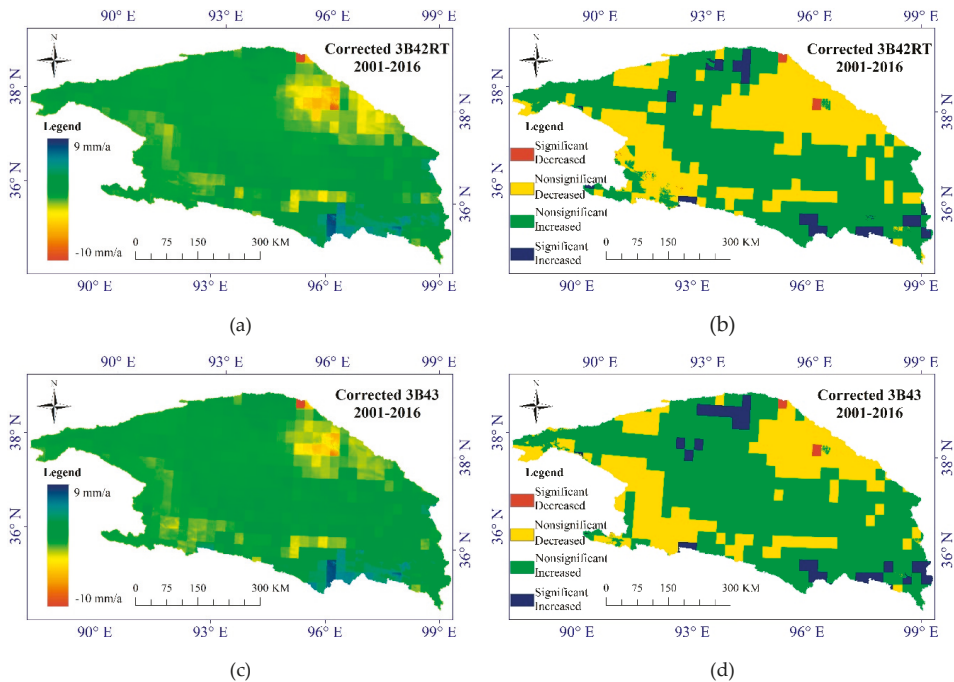 90° E 93° E 96° E 99° E
N
Corrected 3B42RT
2001-2016
38° N
36° N
Legend
9 mm/a
-10 mm/a
0 75 150 300 KM
38° N
36° N
90° E 93° E 96° E 99° E
(a)
90° E 93° E 96° E 99° E
N
Corrected 3B42RT
2001-2016
38° N
36° N
Legend
Significant
Decreased
Nonsignificant
Decreased
Nonsignificant
Increased
Significant
Increased
0 75 150 300 KM
38° N
36° N
90° E 93° E 96° E 99° E
(b)
90° E 93° E 96° E 99° E
N
Corrected 3B43
2001-2016
38° N
36° N
Legend
9 mm/a
-10 mm/a
0 75 150 300 KM
38° N
36° N
90° E 93° E 96° E 99° E
(c)
90° E 93° E 96° E 99° E
N
Corrected 3B43
2001-2016
38° N
36° N
Legend
Significant
Decreased
Nonsignificant
Decreased
Nonsignificant
Increased
Significant
Increased
0 75 150 300 KM
38° N
36° N
90° E 93° E 96° E 99° E
(d)